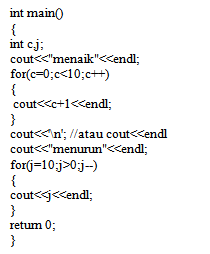 int main()
{
int c,j;
cout<<"menaik"<<endl;
for(c=0;c<10;c++)
{
cout<<c+1<<endl;
}
cout<<'\n'; //atau cout<<endl
cout<<"menurun"<<endl;
for(j=10;j>0;j--)
{
cout<<j<<endl;
}
return 0;
}